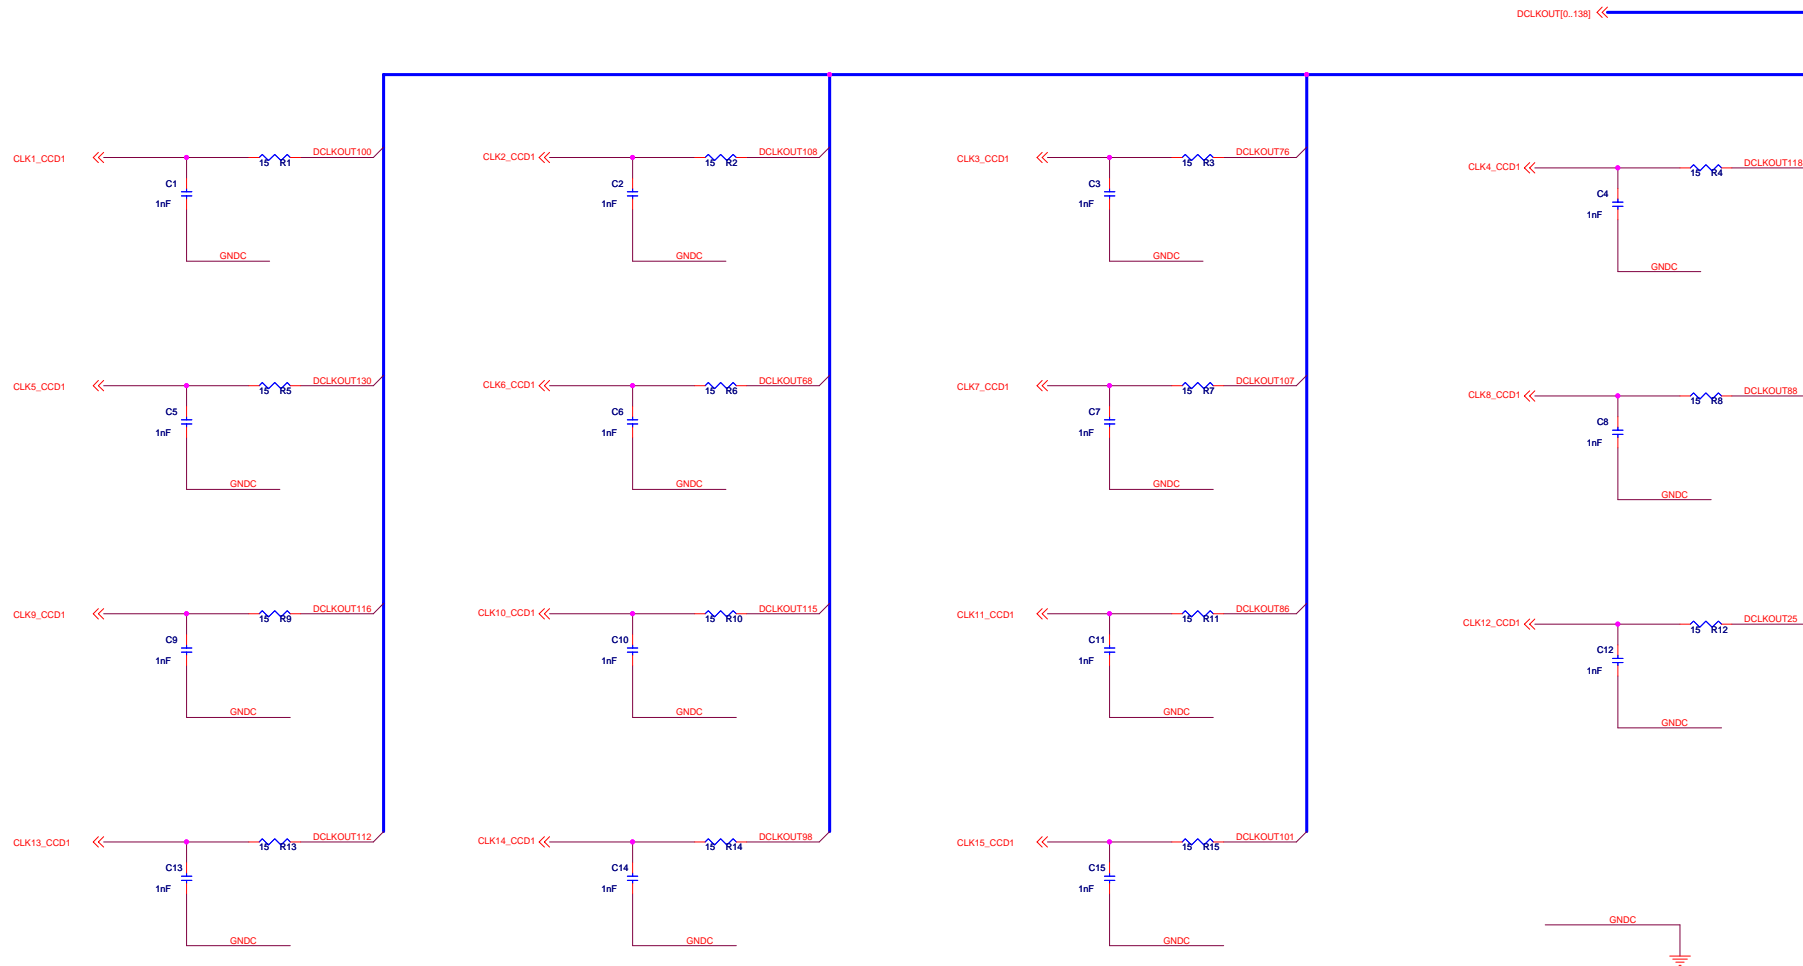 DCLKOUT[0..138]
CLK1_CCD1 15 R1 DCLKOUT100
C1
1nF
GNDC
CLK2_CCD1 15 R2 DCLKOUT108
C2
1nF
GNDC
CLK3_CCD1 15 R3 DCLKOUT76
C3
1nF
GNDC
CLK4_CCD1 15 R4 DCLKOUT118
C4
1nF
GNDC
CLK5_CCD1 15 R5 DCLKOUT130
C5
1nF
GNDC
CLK6_CCD1 15 R6 DCLKOUT68
C6
1nF
GNDC
CLK7_CCD1 15 R7 DCLKOUT107
C7
1nF
GNDC
CLK8_CCD1 15 R8 DCLKOUT88
C8
1nF
GNDC
CLK9_CCD1 15 R9 DCLKOUT116
C9
1nF
GNDC
CLK10_CCD1 15 R10 DCLKOUT115
C10
1nF
GNDC
CLK11_CCD1 15 R11 DCLKOUT86
C11
1nF
GNDC
CLK12_CCD1 15 R12 DCLKOUT25
C12
1nF
GNDC
CLK13_CCD1 15 R13 DCLKOUT112
C13
1nF
GNDC
CLK14_CCD1 15 R14 DCLKOUT98
C14
1nF
GNDC
CLK15_CCD1 15 R15 DCLKOUT101
C15
1nF
GNDC
GNDC